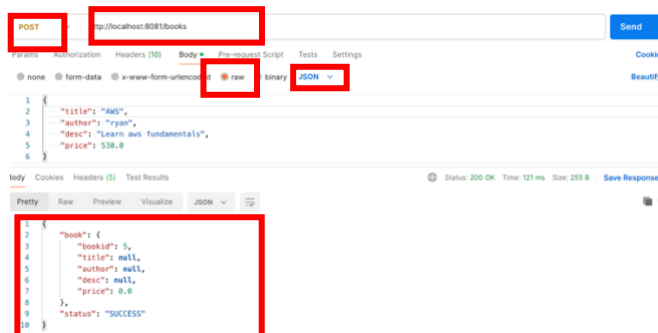 POST ttp://localhost:8081/books Send
Params Authorization Headers (10) Body Pre-request Script Tests Settings Cookie
none form-data x-www-form-urlencoded raw binary JSON Beautif
1 {
2 "title": "AWS",
3 "author": "ryan",
4 "desc": "Learn aws fundamentals",
5 "price": 530.0
6 }
Body Cookies Headers (5) Test Results Status: 200 OK Time: 121 ms Size: 255 B Save Response
Pretty Raw Preview Visualize JSON
1 {
2 "book": {
3 "bookid": 5,
4 "title": null,
5 "author": null,
6 "desc": null,
7 "price": 0.0
8 },
9 "status": "SUCCESS"
10 }